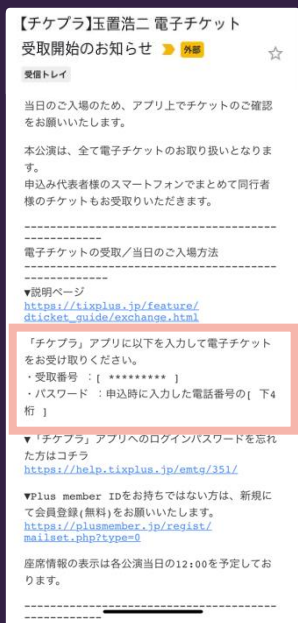 【チケプラ】玉置浩二 電子チケット
受取開始のお知らせ 外部
受信トレイ
当日のご入場のため、アプリ上でチケットのご確認
をお願いいたします。
本公演は、全て電子チケットのお取り扱いとなりま
す。
申込み代表者様のスマートフォンでまとめて同行者
様のチケットもお受取りいただきます。
----------------------------------------
------------
電子チケットの受取/当日のご入場方法
----------------------------------------
-------------
▼説明ページ
https://tixplus.jp/feature/
dticket_guide/exchange.html
「チケプラ」アプリに以下を入力して電子チケット
をお受け取りください。
・受取番号 :[ ********* ]
・パスワード :申込時に入力した電話番号の[ 下4
桁 ]
▼「チケプラ」アプリへのログインパスワードを忘れ
た方はコチラ
https://help.tixplus.jp/emtg/351/
▼Plus member IDをお持ちではない方は、新規に
て会員登録(無料)をお願いいたします。
https://plusmember.jp/regist/
mailset.php?type=0
座席情報の表示は各公演当日の12:00を予定してお
ります。
----------------------------------------
------------